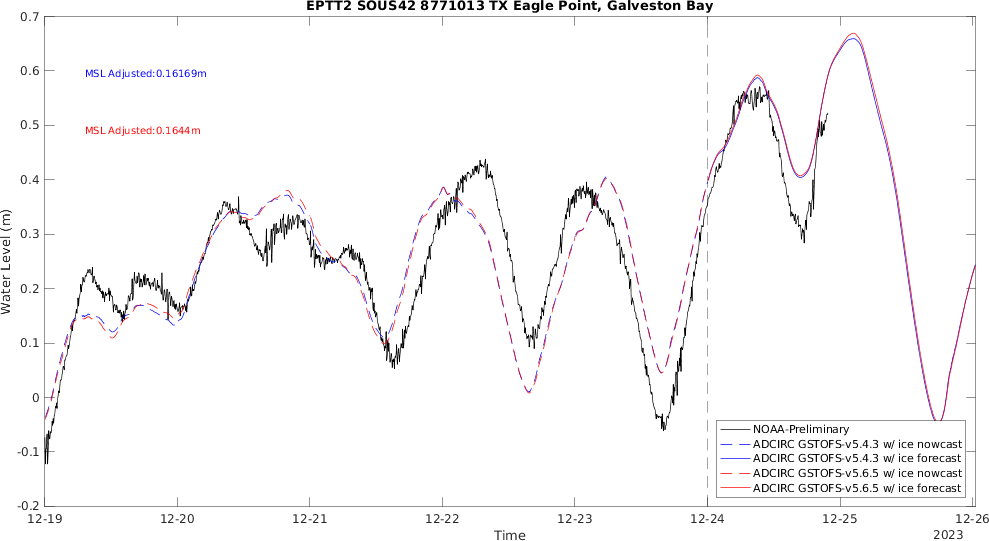 EPTT2 SOUS42 8771013 TX Eagle Point, Galveston Bay
0.7
0.6
0.5
0.4
0.3
0.2
0.1
0
-0.1
-0.2
Water Level (m)
MSL Adjusted:0.16169m
MSL Adjusted:0.1644m
NOAA-Preliminary
ADCIRC GSTOFS-v5.4.3 w/ ice nowcast
ADCIRC GSTOFS-v5.4.3 w/ ice forecast
ADCIRC GSTOFS-v5.6.5 w/ ice nowcast
ADCIRC GSTOFS-v5.6.5 w/ ice forecast
12-19 12-20 12-21 12-22 12-23 12-24 12-25 12-26
Time
2023